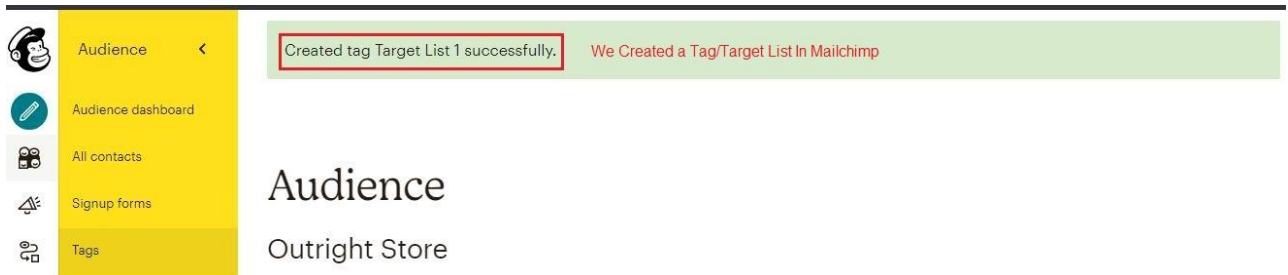 Audience
Created tag Target List 1 successfully. We Created a Tag/Target List In Mailchimp
Audience dashboard
All contacts
Signup forms
Tags
Audience
Outright Store